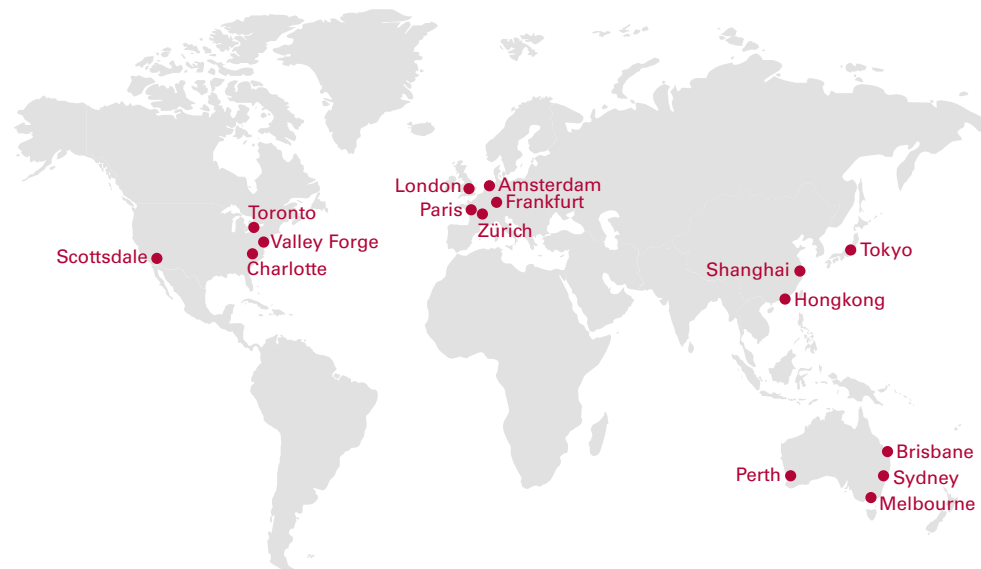 London
Amsterdam
Frankfurt
Paris
Zürich
Toronto
Valley Forge
Scottsdale
Charlotte
Tokyo
Shanghai
Hongkong
Brisbane
Perth
Sydney
Melbourne